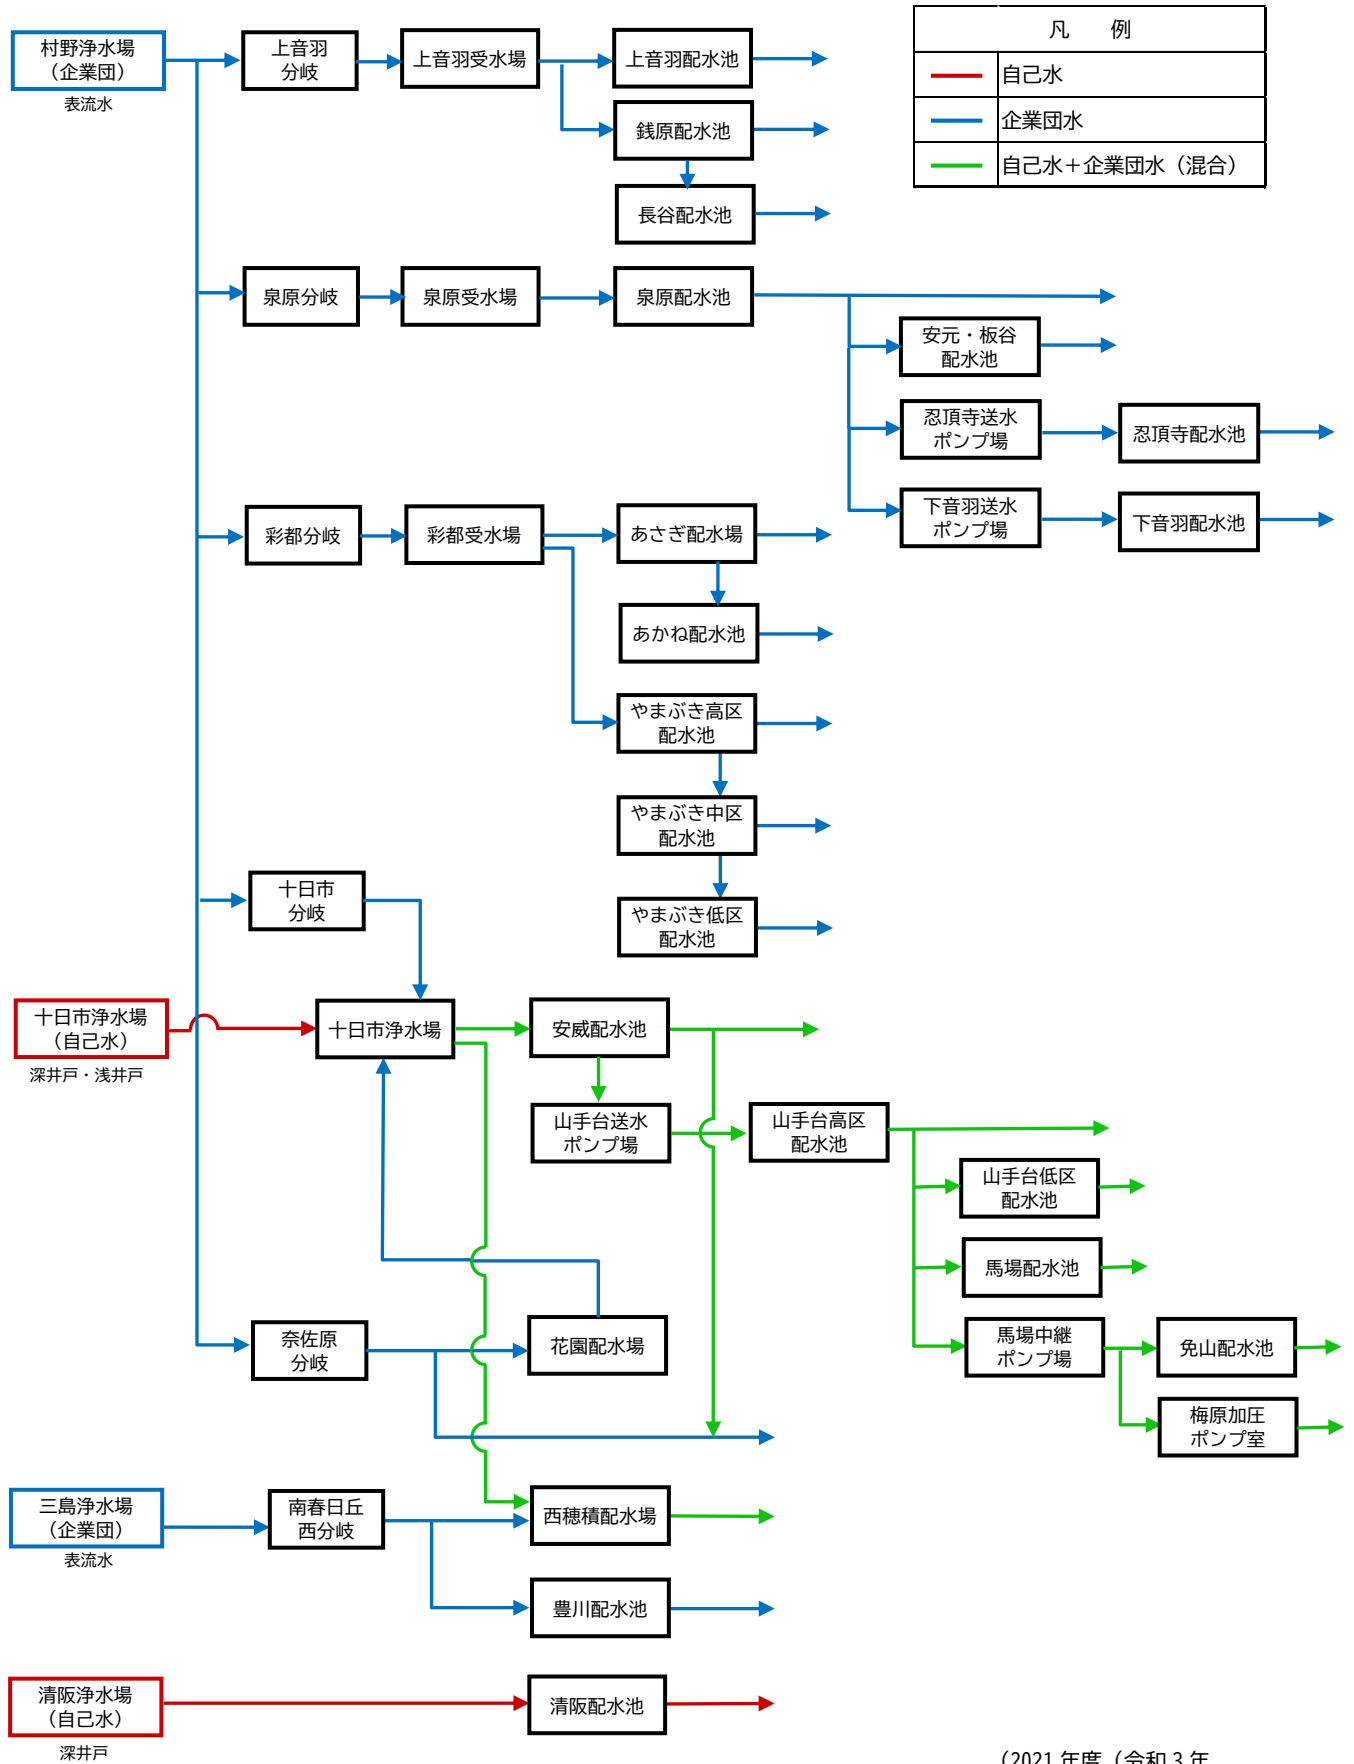 凡　例
自己水
企業団水
自己水＋企業団水（混合）
村野浄水場
（企業団）
表流水
上音羽
分岐
上音羽受水場
上音羽配水池
銭原配水池
長谷配水池
泉原分岐
泉原受水場
泉原配水池
安元・板谷
配水池
忍頂寺送水
ポンプ場
忍頂寺配水池
下音羽送水
ポンプ場
下音羽配水池
彩都分岐
彩都受水場
あさぎ配水場
あかね配水池
やまぶき高区
配水池
やまぶき中区
配水池
やまぶき低区
配水池
十日市
分岐
十日市浄水場
（自己水）
深井戸・浅井戸
十日市浄水場
安威配水池
山手台送水
ポンプ場
山手台高区
配水池
山手台低区
配水池
馬場配水池
馬場中継
ポンプ場
免山配水池
梅原加圧
ポンプ室
奈佐原
分岐
花園配水場
三島浄水場
（企業団）
表流水
南春日丘
西分岐
西穂積配水場
豊川配水池
清阪浄水場
（自己水）
深井戸
清阪配水池
（2021 年度（令和 3 年